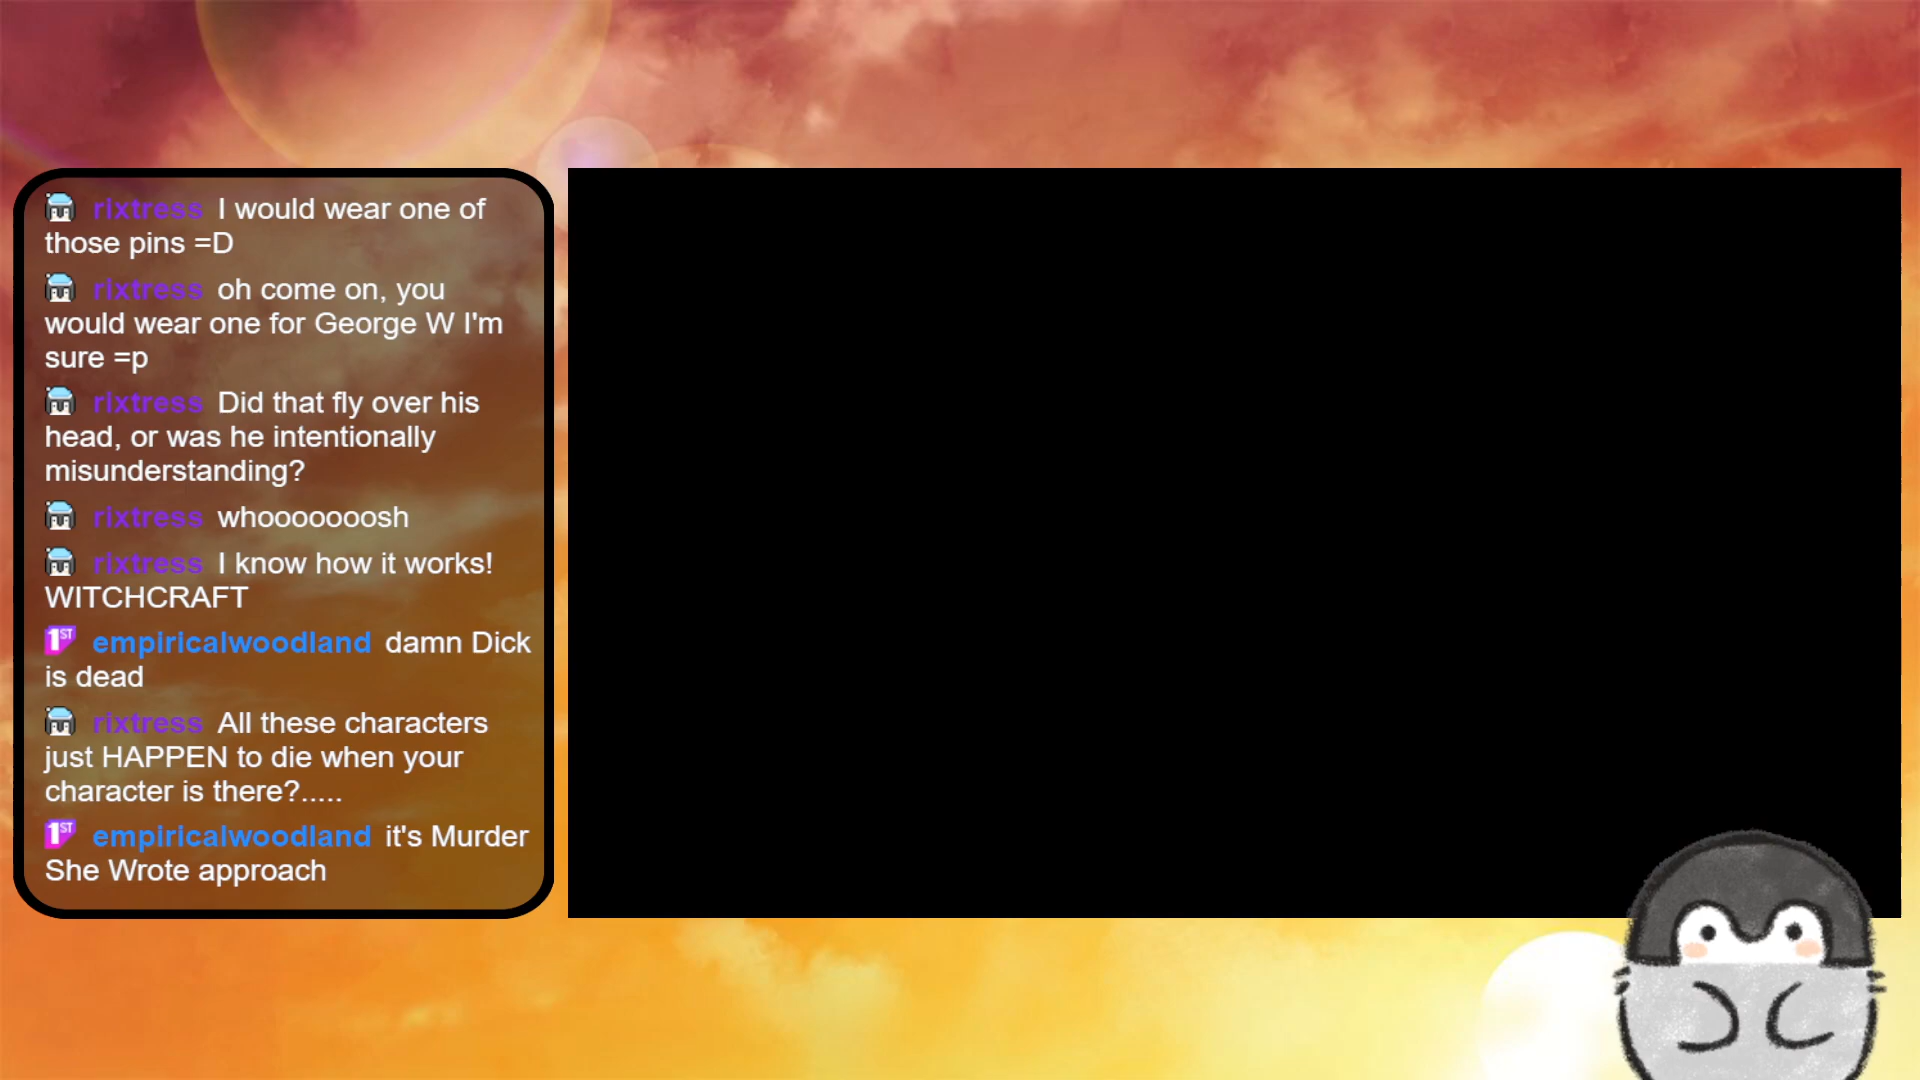 rixtress I would wear one of
those pins =D
rixtress oh come on, you
would wear one for George W I'm
sure =p
rixtress Did that fly over his
head, or was he intentionally
misunderstanding?
rixtress whooooooosh
rixtress I know how it works!
WITCHCRAFT
1ST empiricalwoodland damn Dick
is dead
rixtress All these characters
just HAPPEN to die when your
character is there?.....
1ST empiricalwoodland it's Murder
She Wrote approach